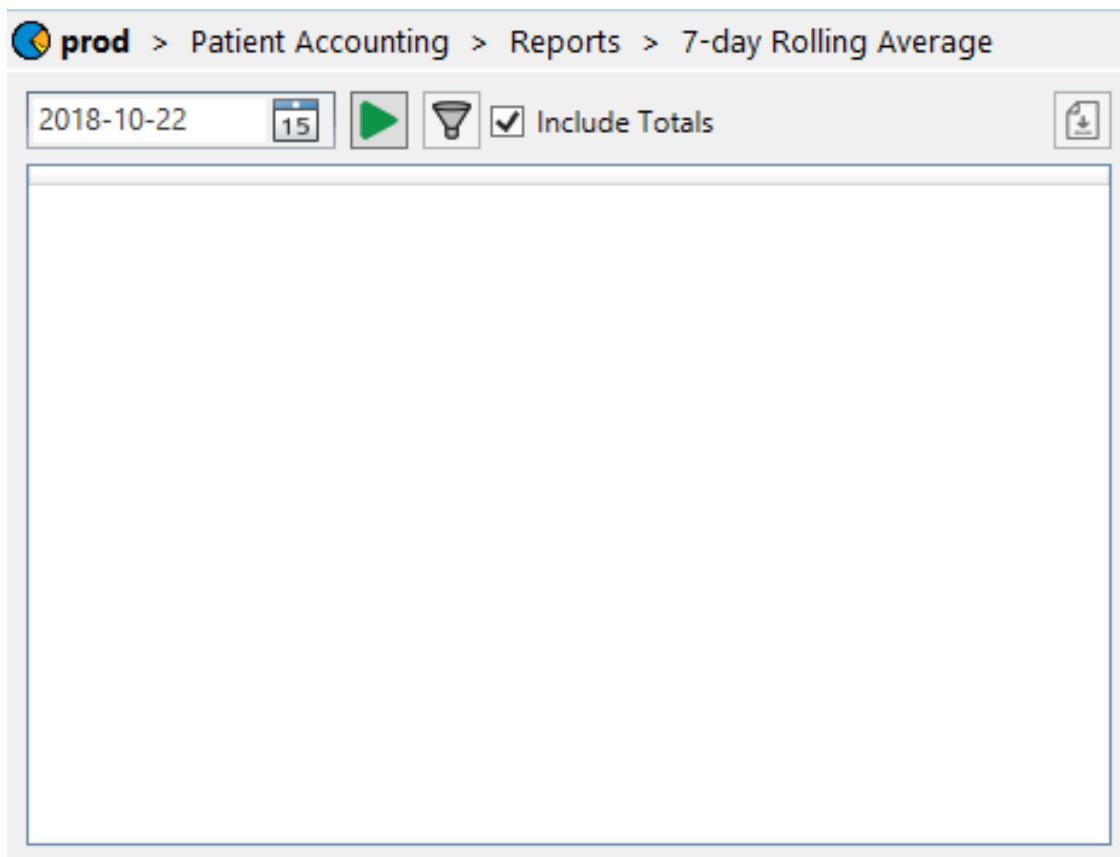 prod > Patient Accounting > Reports > 7-day Rolling Average
2018-10-22 15 Include Totals